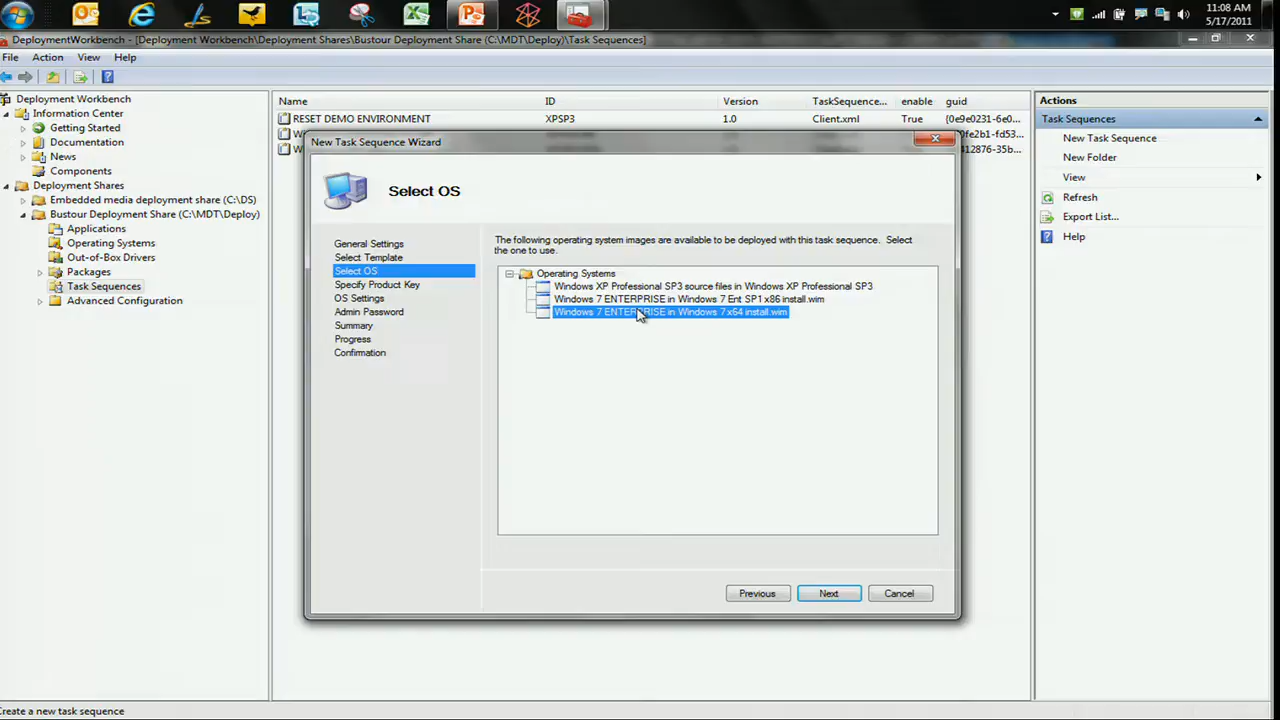 11:08 AM
5/17/2011
DeploymentWorkbench - [Deployment Workbench\Deployment Shares\Bustour Deployment Share (C:\MDT\Deploy)\Task Sequences]
File Action View Help
Deployment Workbench
Information Center
Getting Started
Documentation
News
Components
Deployment Shares
Embedded media deployment share (C:\DS)
Bustour Deployment Share (C:\MDT\Deploy)
Applications
Operating Systems
Out-of-Box Drivers
Packages
Task Sequences
Advanced Configuration
Name ID Version TaskSequence... enable guid
RESET DEMO ENVIRONMENT XPSP3 1.0 Client.xml True {0e9e0231-6e0...
0fe2b1-fd53...
412876-35b...
New Task Sequence Wizard
Select OS
General Settings
Select Template
Select OS
Specify Product Key
OS Settings
Admin Password
Summary
Progress
Confirmation
The following operating system images are available to be deployed with this task sequence. Select
the one to use.
Operating Systems
Windows XP Professional SP3 source files in Windows XP Professional SP3
Windows 7 ENTERPRISE in Windows 7 Ent SP1 x86 install.wim
Windows 7 ENTERPRISE in Windows 7 x64 install.wim
Previous Next Cancel
Actions
Task Sequences
New Task Sequence
New Folder
View
Refresh
Export List...
Help
Create a new task sequence